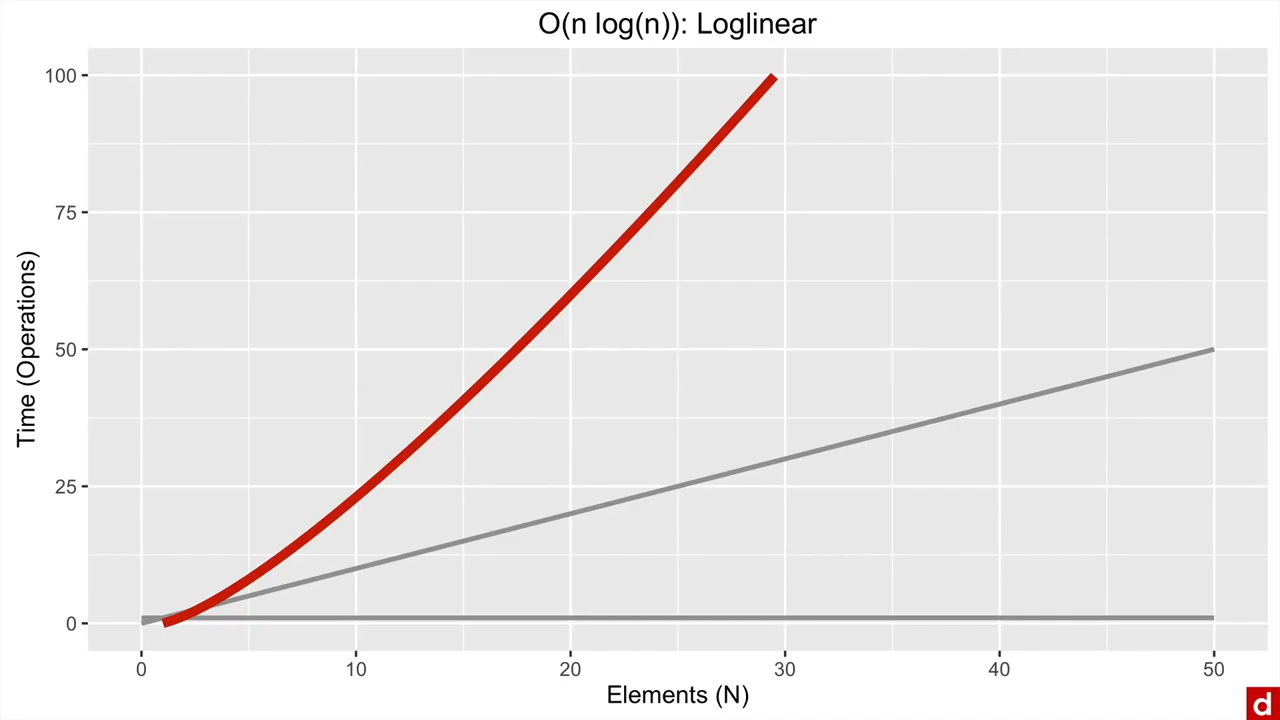 O(n log(n)): Loglinear
Time (Operations)
100
75
50
25
0
0 10 20 30 40 50
Elements (N)
d